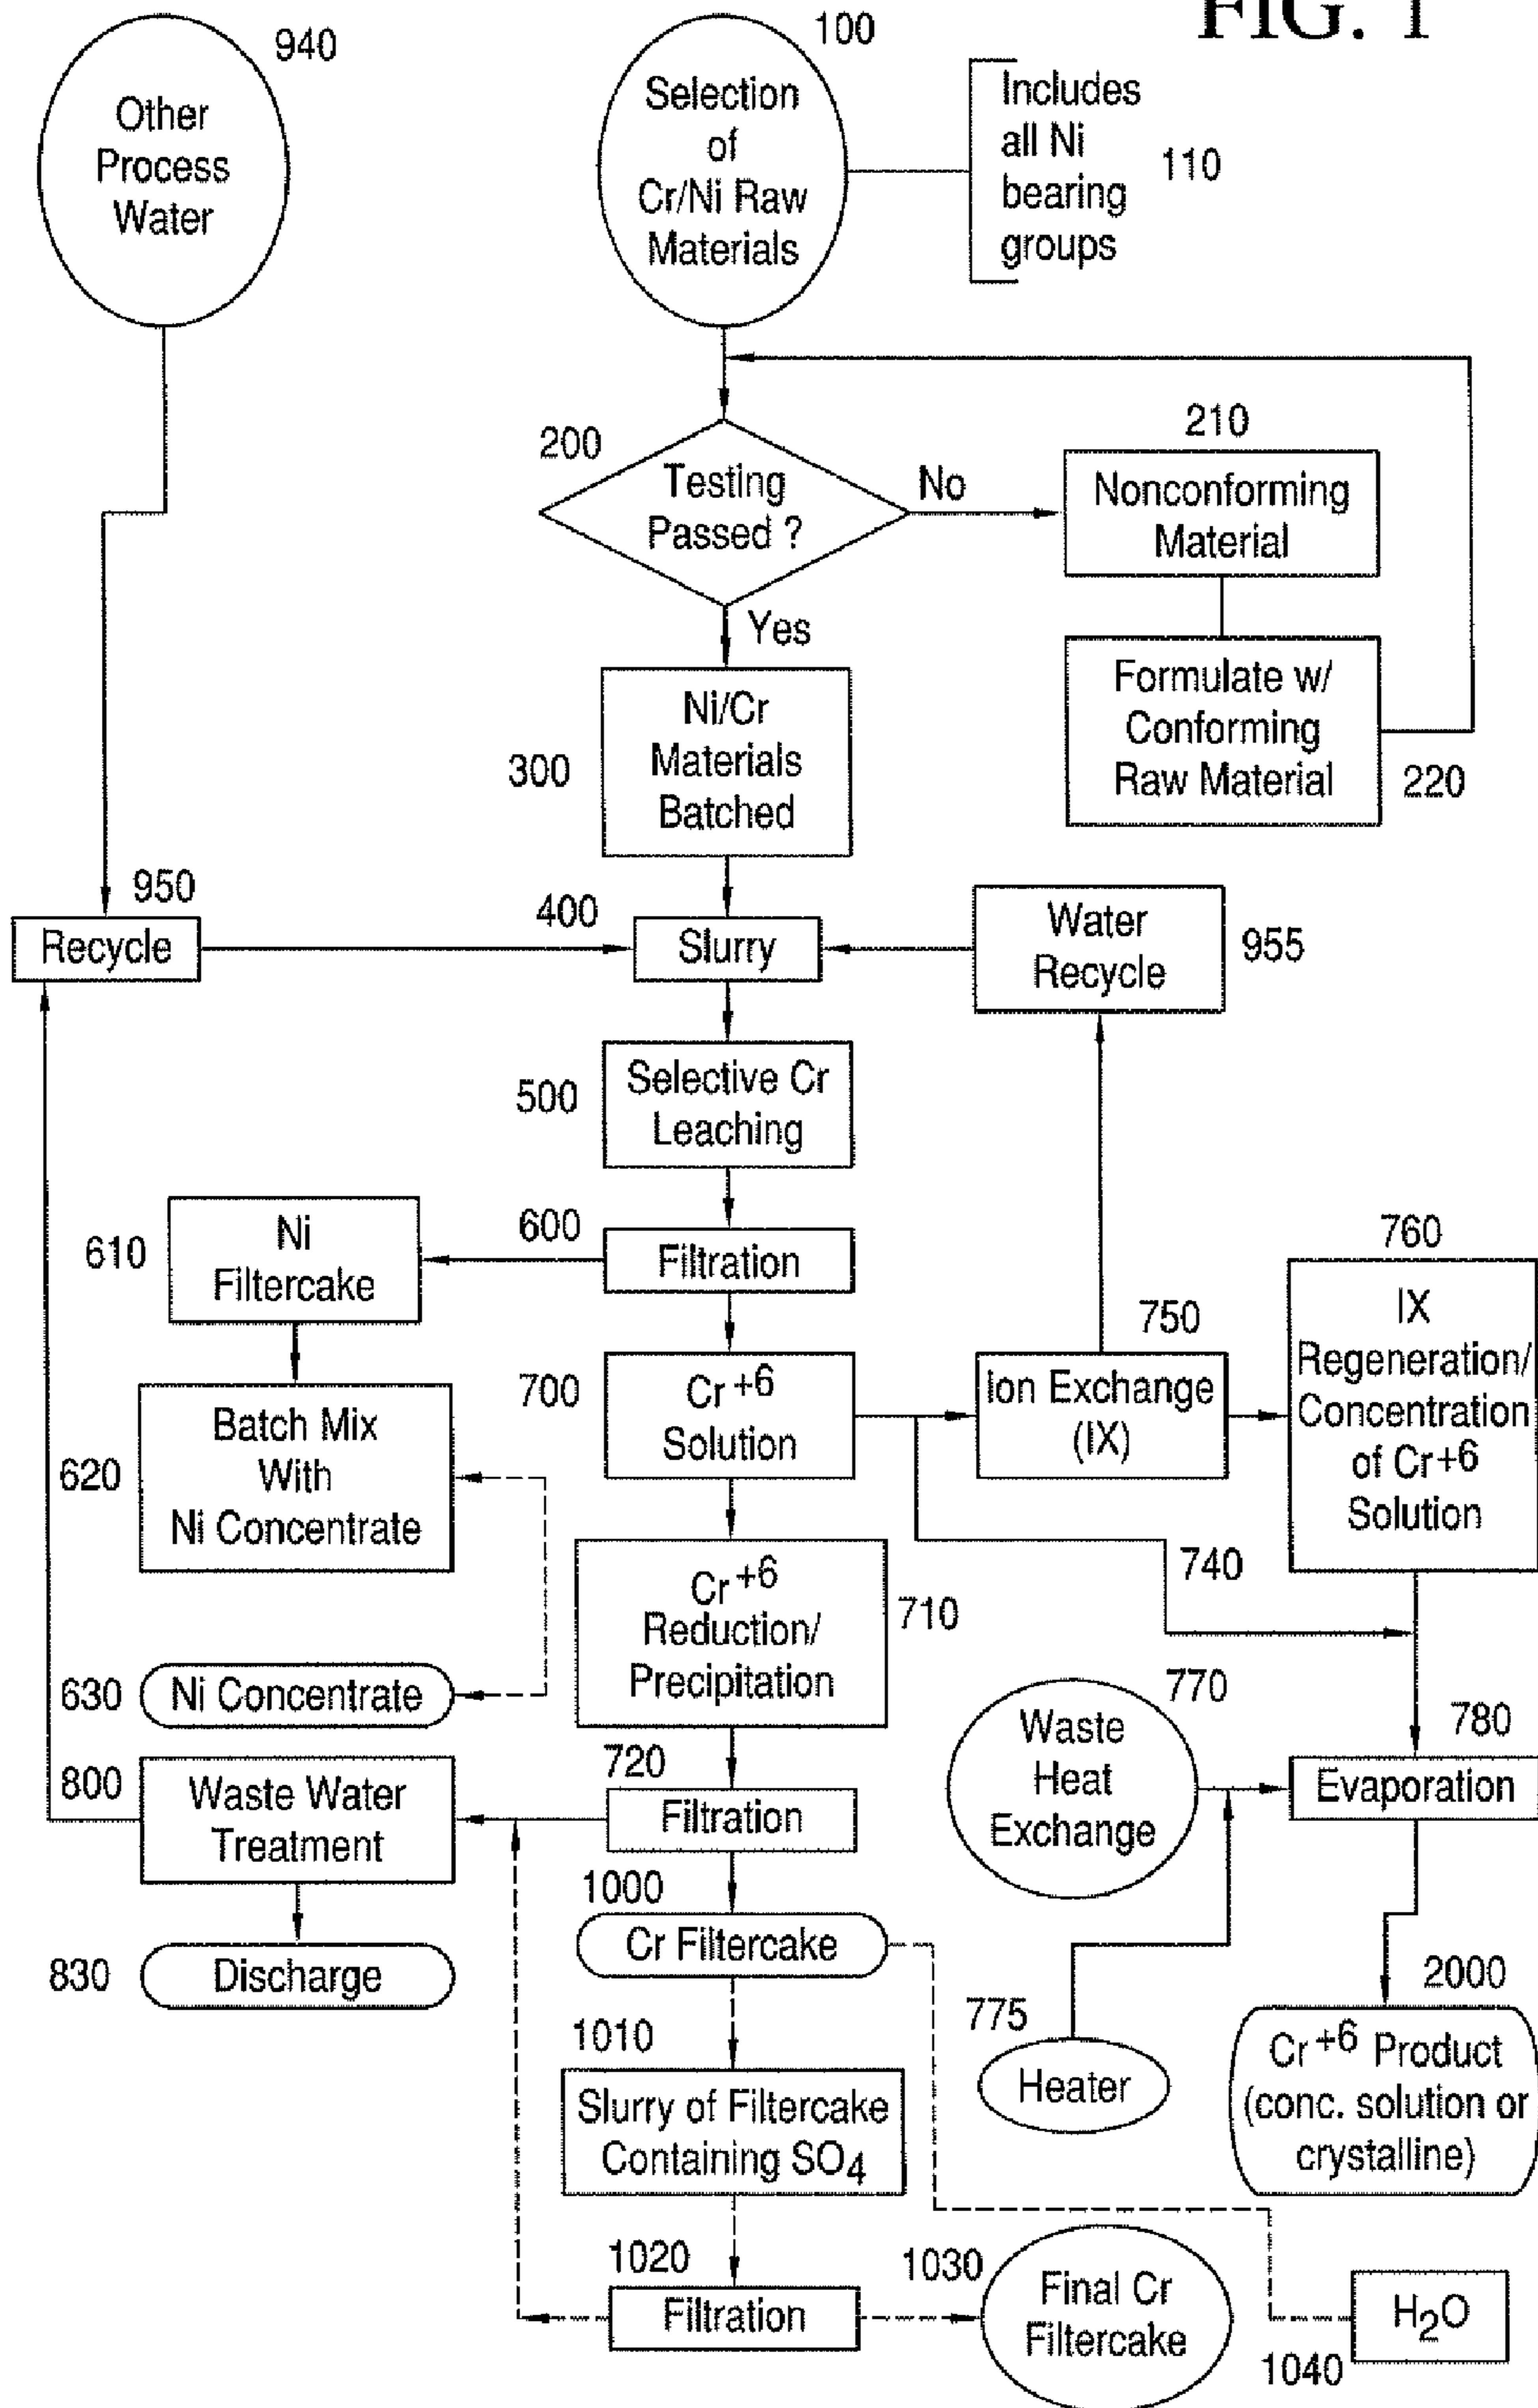 FIG. 1
940
Other
Process
Water
100
Selection
of
Cr/Ni Raw
Materials
Includes
all Ni
bearing
groups
110
200
Testing
Passed ?
No
Yes
210
Nonconforming
Material
Formulate w/
Conforming
Raw Material
220
300
Ni/Cr
Materials
Batched
950
Recycle
400
Slurry
Water
Recycle
955
500
Selective Cr
Leaching
600
Filtration
610
Ni
Filtercake
620
Batch Mix
With
Ni Concentrate
630
Ni Concentrate
700
Cr+6
Solution
750
Ion Exchange
(IX)
760
IX
Regeneration/
Concentration
of Cr+6
Solution
740
Cr+6
Reduction/
Precipitation
710
720
Filtration
800
Waste Water
Treatment
830
Discharge
770
Waste
Heat
Exchange
780
Evaporation
775
Heater
2000
Cr+6 Product
(conc. solution or
crystalline)
1000
Cr Filtercake
1010
Slurry of Filtercake
Containing SO4
1020
Filtration
1030
Final Cr
Filtercake
1040
H2O